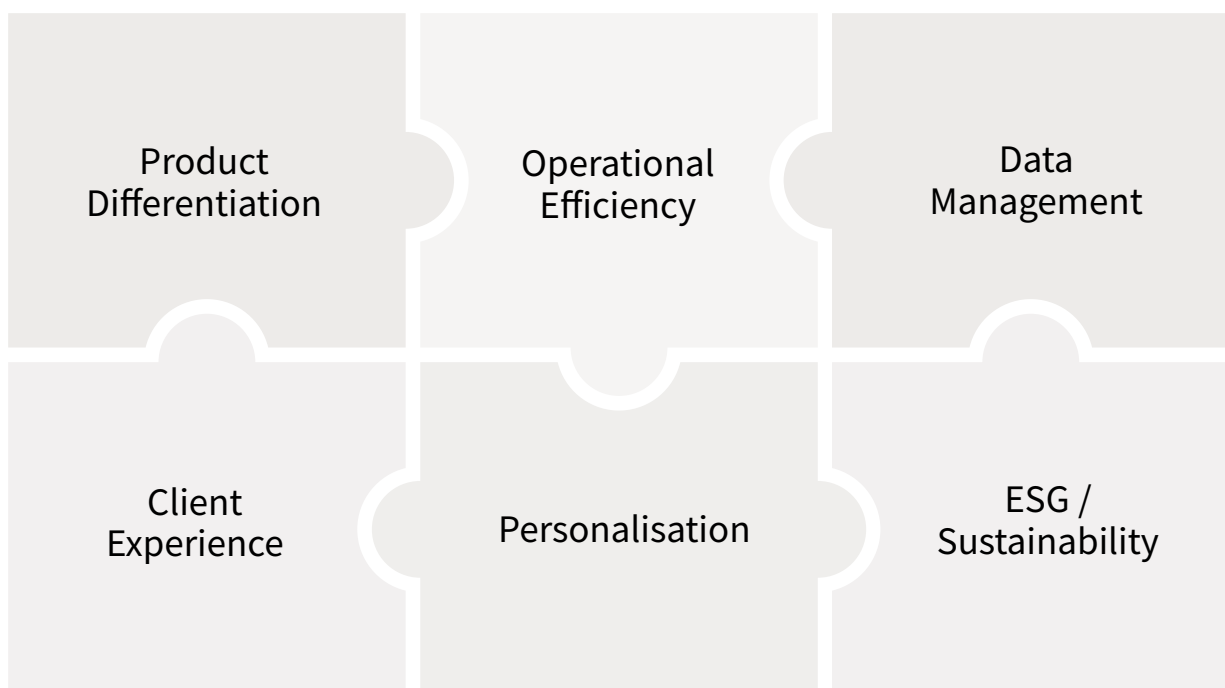 Product
Differentiation
Operational
Efficiency
Data
Management
Client
Experience
Personalisation
ESG /
Sustainability